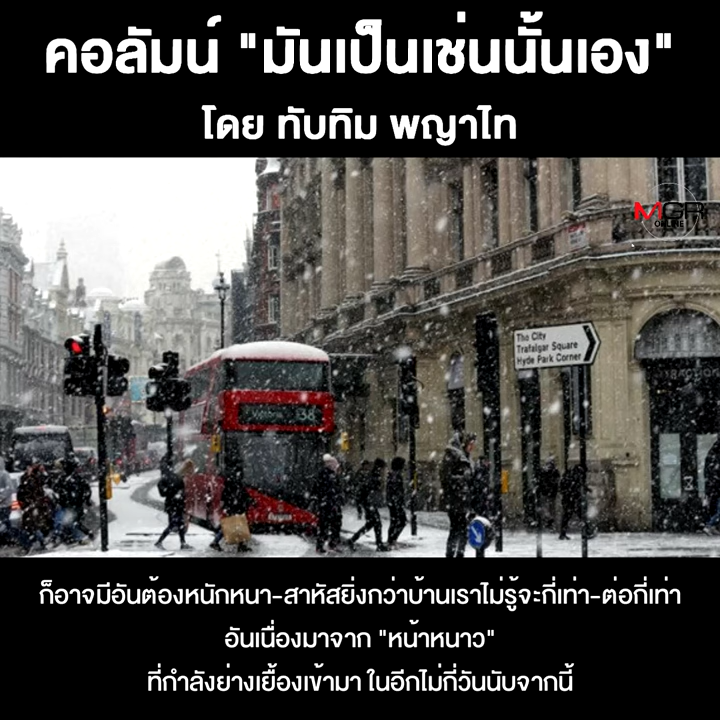 คอลัมน์ "มันเป็นเช่นนั้นเอง"
โดย ทับทิม พญาไท
MGR
ONLINE
The City
Trafalgar Square
Hyde Park Corner
38
ก็อาจมีอันต้องหนักหนา-สาหัสยิ่งกว่าบ้านเราไม่รู้จะกี่เท่า-ต่อกี่เท่า
อันเนื่องมาจาก "หน้าหนาว"
ที่กำลังย่างเยื้องเข้ามา ในอีกไม่กี่วันนับจากนี้